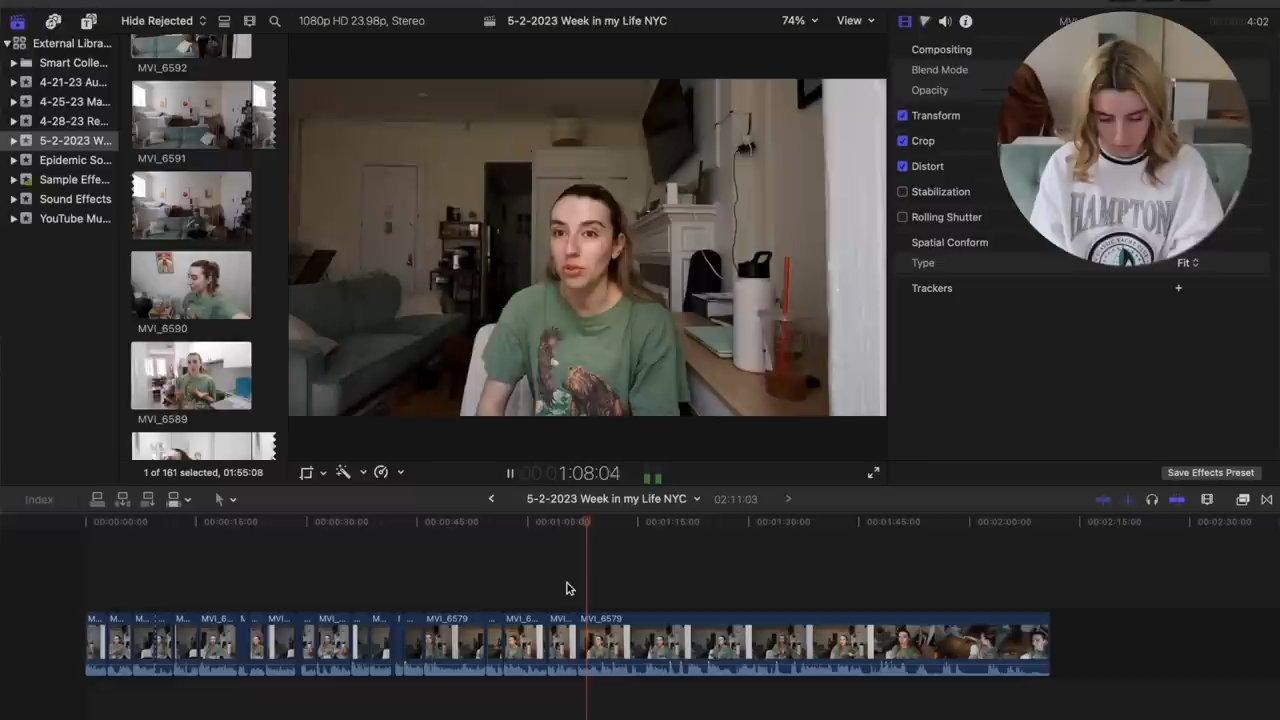 Hide Rejected
1080p HD 23.98p, Stereo
5-2-2023 Week in my Life NYC
74%
View
4:02
External Libra...
Smart Colle...
4-21-23 Au...
4-25-23 Ma...
4-28-23 Re...
5-2-2023 W...
Epidemic So...
Sample Effe...
Sound Effects
YouTube Mu...
MVI_6592
MVI_6591
MVI_6590
MVI_6589
1 of 161 selected, 01:55:08
1:08:04
Compositing
Blend Mode
Opacity
Transform
Crop
Distort
Stabilization
Rolling Shutter
Spatial Conform
Type
Fit
Trackers
HAMPTON
Save Effects Preset
Index
5-2-2023 Week in my Life NYC
02:11:03
00:00:00:00
00:00:15:00
00:00:30:00
00:00:45:00
00:01:00:00
00:01:15:00
00:01:30:00
00:01:45:00
00:02:00:00
00:02:15:00
00:02:30:00
M... M... M... ... M... MVI_6... M ... MVI... ... MVI_... ... M... ... MVI_6579 ... MVI_6... MVI... MVI_6579